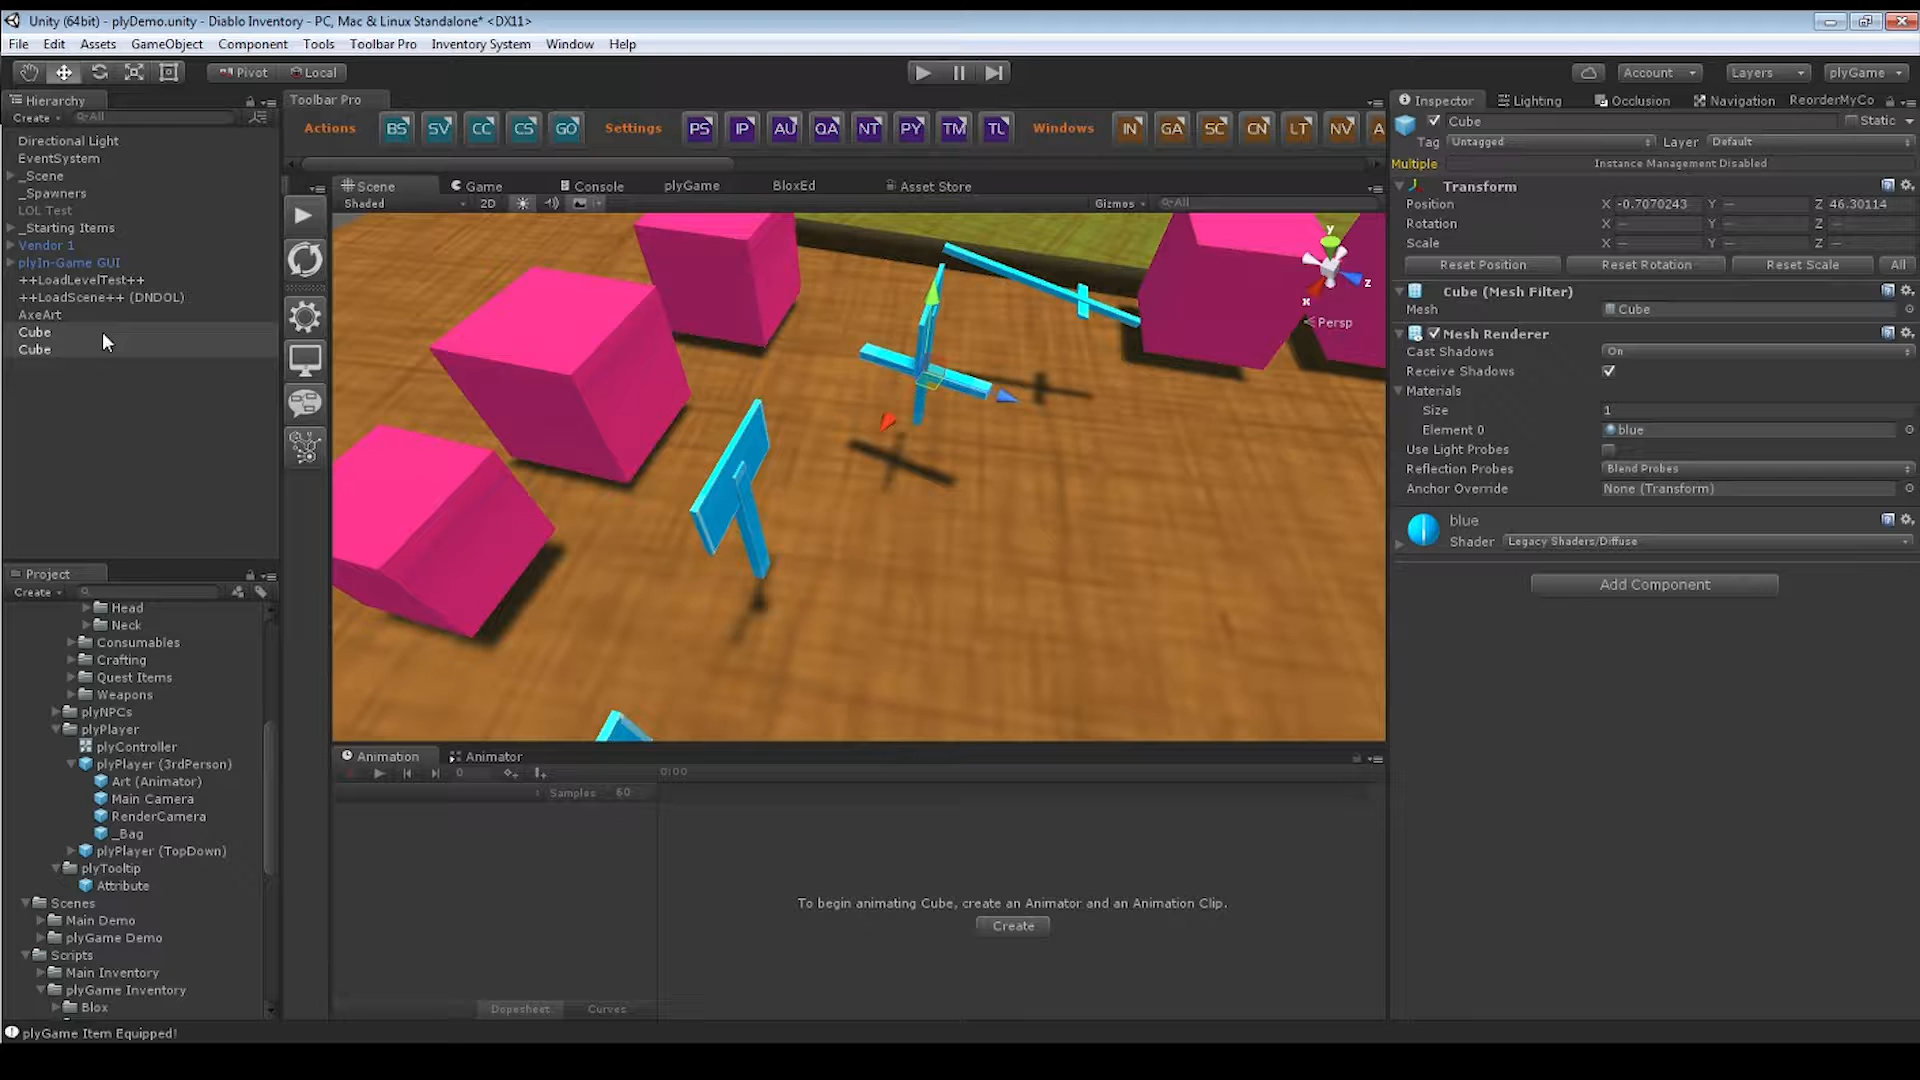 Unity (64bit) - plyDemo.unity - Diablo Inventory - PC, Mac & Linux Standalone* <DX11>
File Edit Assets GameObject Component Tools Toolbar Pro Inventory System Window Help
Pivot Local Account Layers plyGame
Hierarchy
Create All
Directional Light
EventSystem
_Scene
_Spawners
LOL Test
_Starting Items
Vendor 1
plyIn-Game GUI
++LoadLevelTest++
++LoadScene++ (DNDOL)
AxeArt
Cube
Cube
Toolbar Pro
Actions BS SV CC CS GO Settings PS IP AU QA NT PY TM TL Windows IN GA SC CN LT NV A
Scene Game Console plyGame BloxEd Asset Store
Shaded 2D Gizmos All
y
z
x
Persp
Project
Create
Head
Neck
Consumables
Crafting
Quest Items
Weapons
plyNPCs
plyPlayer
plyController
plyPlayer (3rdPerson)
Art (Animator)
Main Camera
RenderCamera
_Bag
plyPlayer (TopDown)
plyTooltip
Attribute
Scenes
Main Demo
plyGame Demo
Scripts
Main Inventory
plyGame Inventory
Blox
Animation Animator
0 0:00
Samples 60
To begin animating Cube, create an Animator and an Animation Clip.
Create
Dopesheet Curves
Inspector Lighting Occlusion Navigation ReorderMyCo
Cube Static
Tag Untagged Layer Default
Multiple Instance Management Disabled
Transform
Position X -0.7070243 Y — Z 46.30114
Rotation X — Y — Z —
Scale X — Y — Z —
Reset Position Reset Rotation Reset Scale All
Cube (Mesh Filter)
Mesh Cube
Mesh Renderer
Cast Shadows On
Receive Shadows
Materials
Size 1
Element 0 blue
Use Light Probes
Reflection Probes Blend Probes
Anchor Override None (Transform)
blue
Shader Legacy Shaders/Diffuse
Add Component
plyGame Item Equipped!